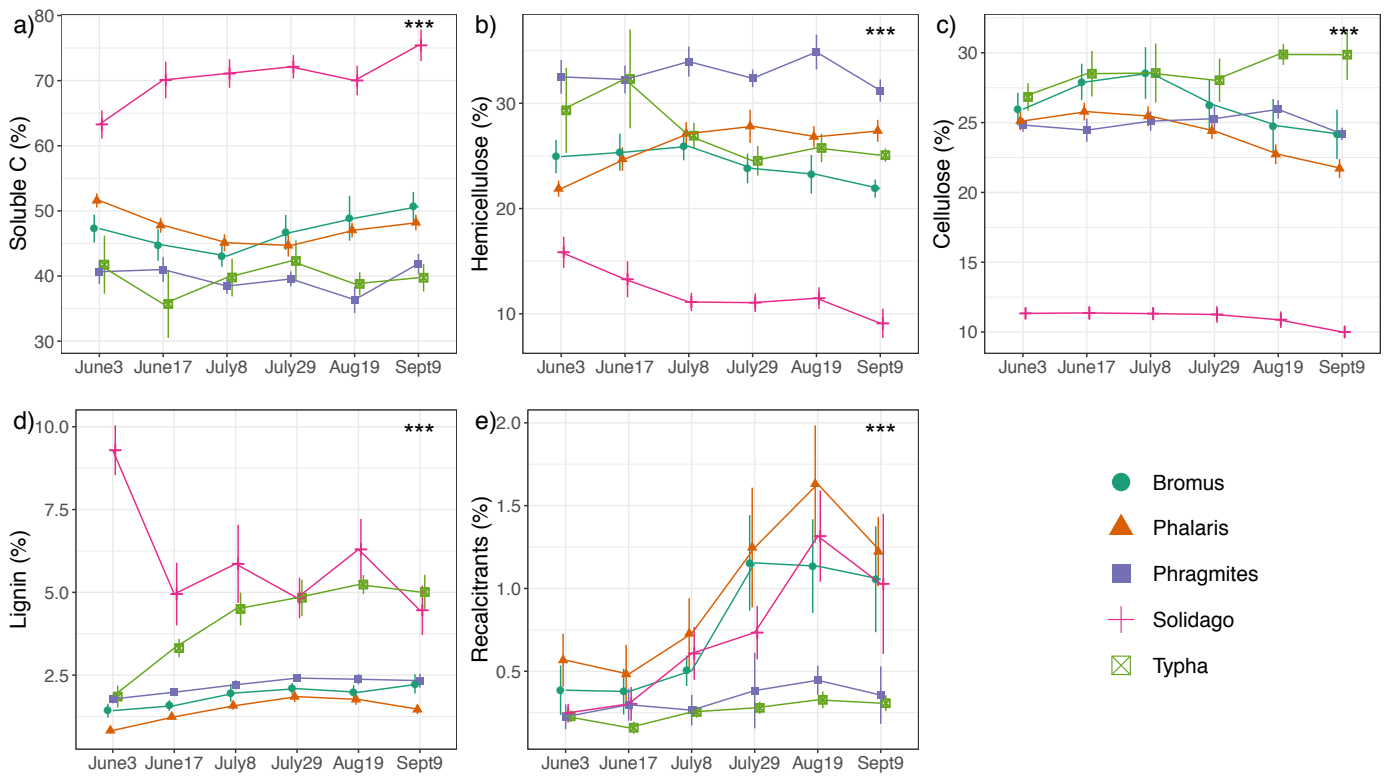 a)
Soluble C (%)
80
70
60
50
40
30
***
June3 June17 July8 July29 Aug19 Sept9
b)
Hemicellulose (%)
30
20
10
***
June3 June17 July8 July29 Aug19 Sept9
c)
Cellulose (%)
30
25
20
15
10
***
June3 June17 July8 July29 Aug19 Sept9
d)
Lignin (%)
10.0
7.5
5.0
2.5
***
June3 June17 July8 July29 Aug19 Sept9
e)
Recalcitrants (%)
2.0
1.5
1.0
0.5
***
June3 June17 July8 July29 Aug19 Sept9
Bromus
Phalaris
Phragmites
Solidago
Typha